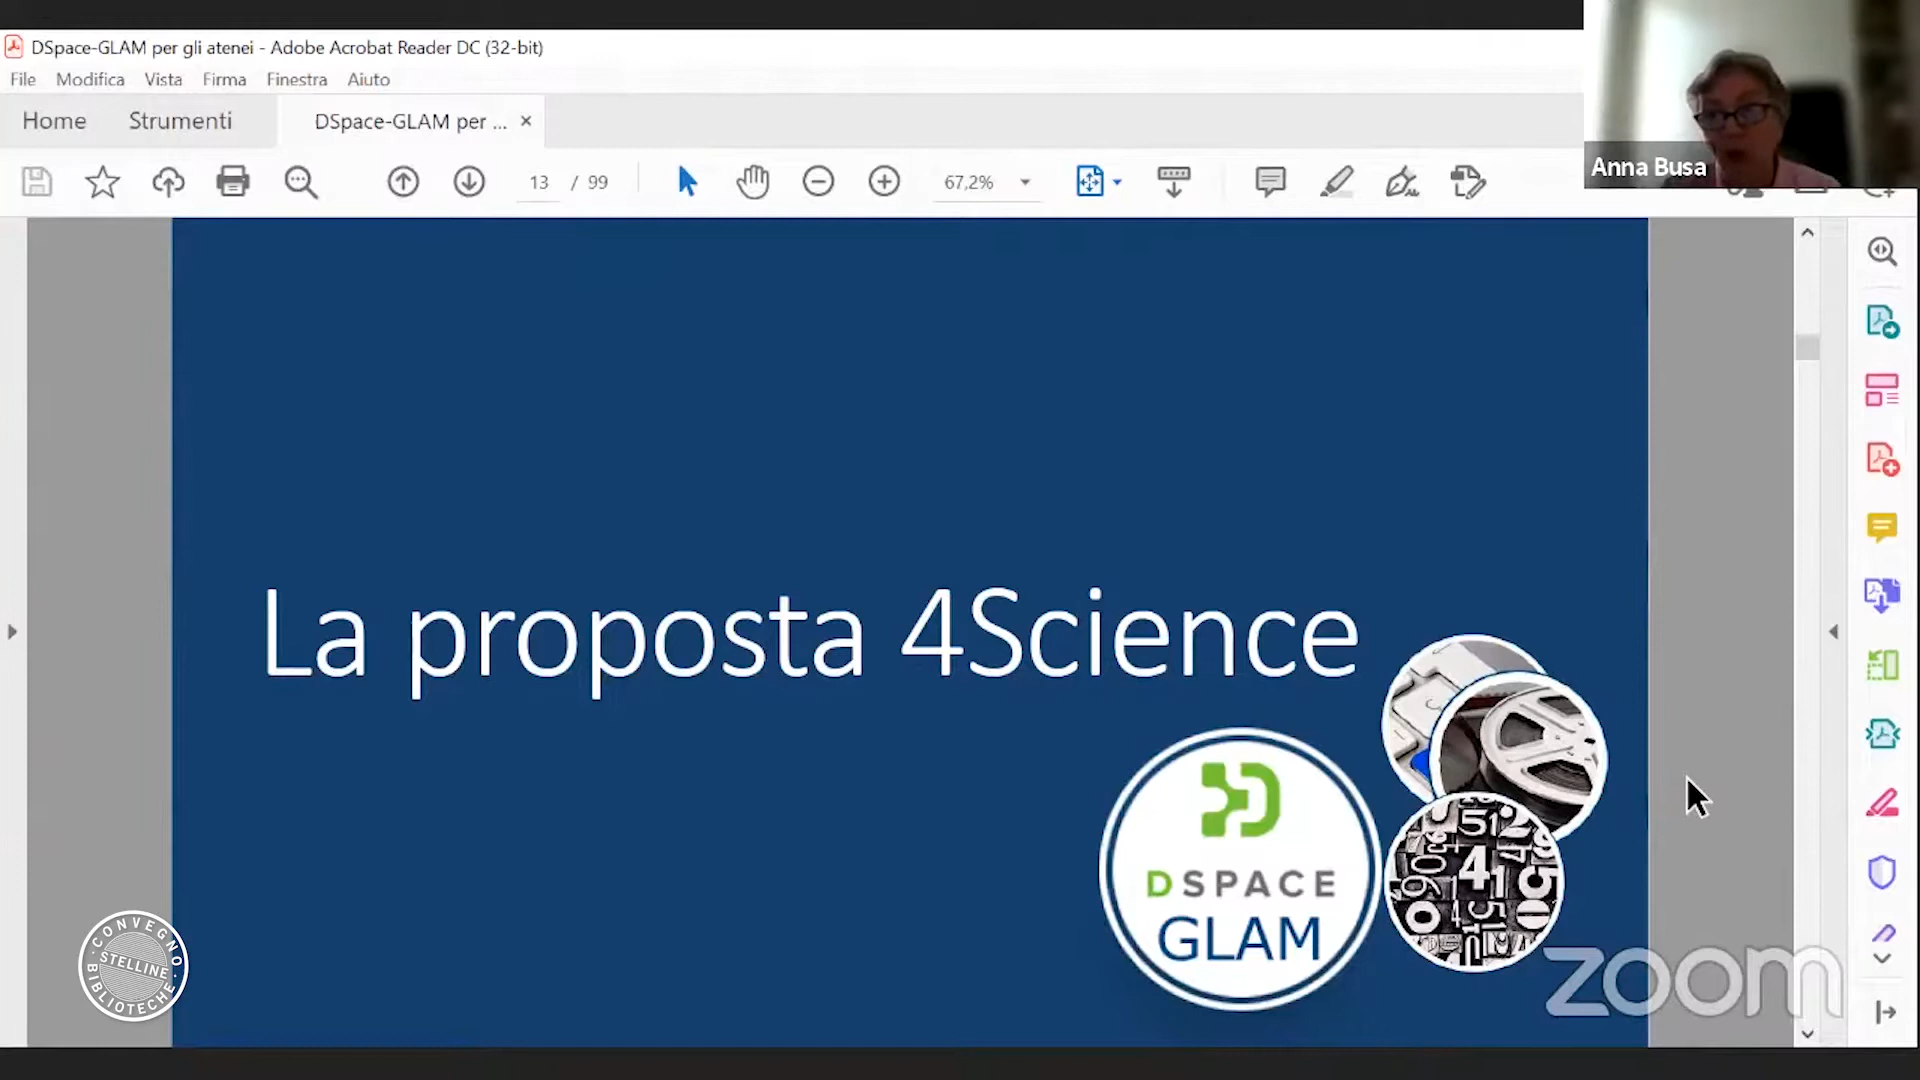 DSpace-GLAM per gli atenei - Adobe Acrobat Reader DC (32-bit)
File Modifica Vista Firma Finestra Aiuto
Home Strumenti DSpace-GLAM per ... ×
13 / 99 67,2%
Anna Busa
La proposta 4Science
DSPACE
GLAM
CONVEGNO
STELLINE
BIBLIOTECHE
zoom